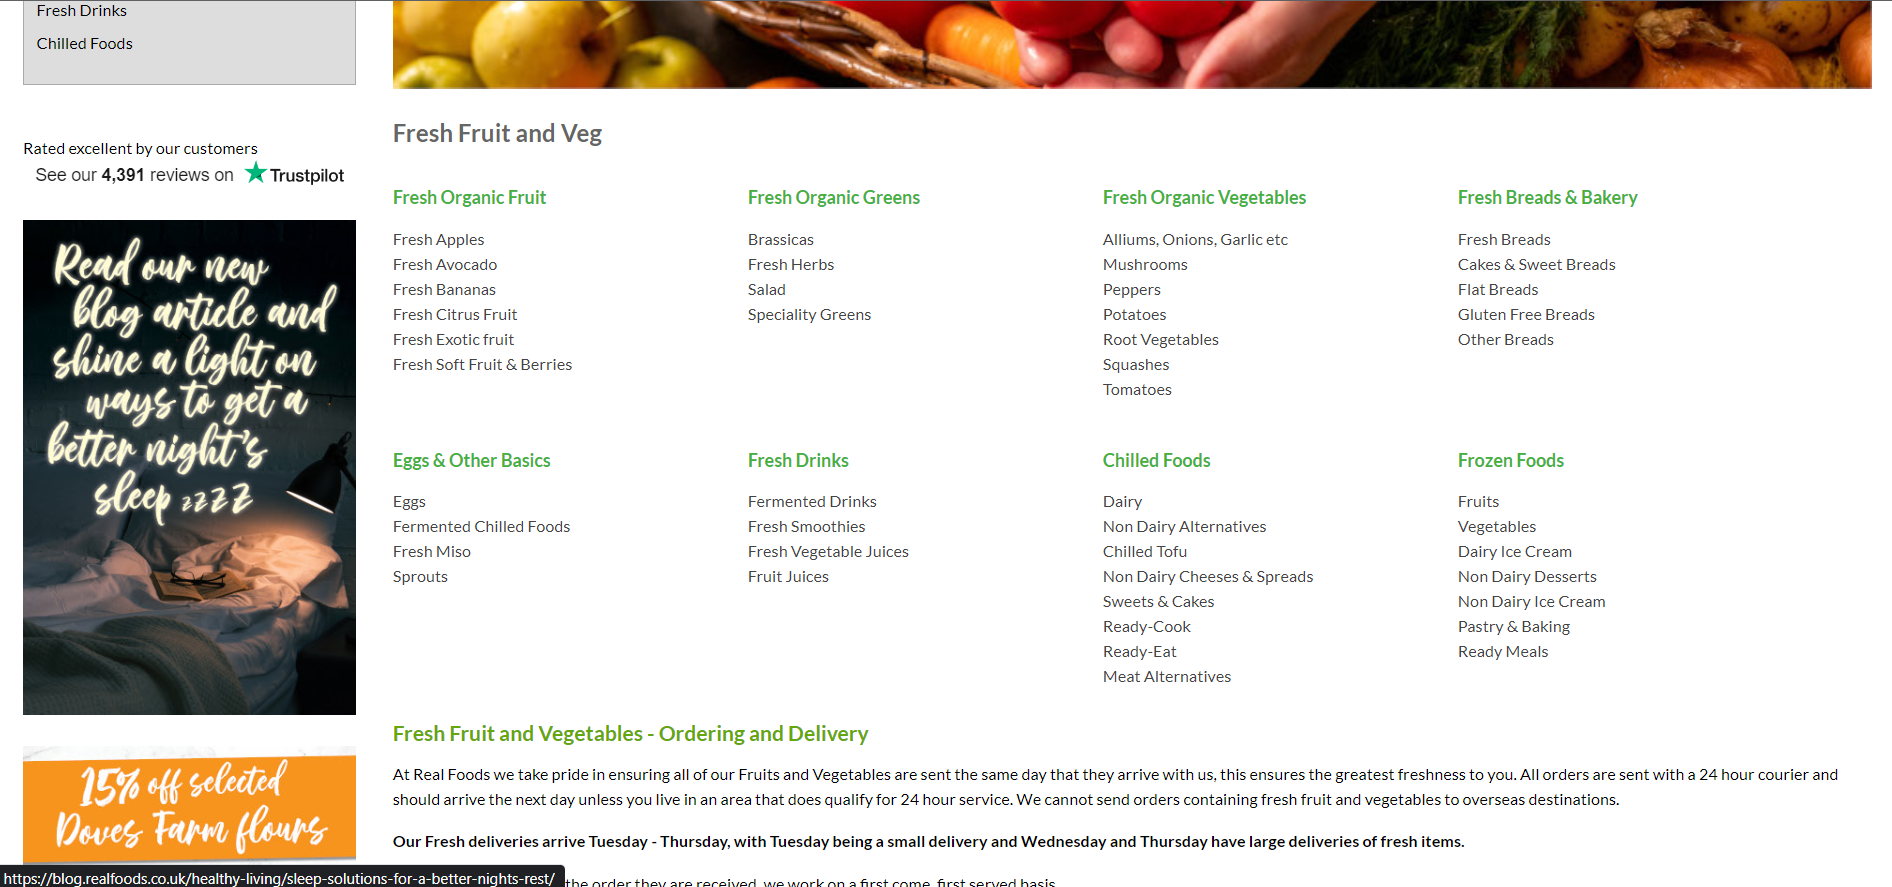 Fresh Drinks
Chilled Foods
Rated excellent by our customers
See our 4,391 reviews on Trustpilot
Read our new
blog article and
shine a light on
ways to get a
better night's
sleep zzzz
15% off selected
Doves Farm flours
Fresh Fruit and Veg
Fresh Organic Fruit
Fresh Apples
Fresh Avocado
Fresh Bananas
Fresh Citrus Fruit
Fresh Exotic fruit
Fresh Soft Fruit & Berries
Fresh Organic Greens
Brassicas
Fresh Herbs
Salad
Speciality Greens
Fresh Organic Vegetables
Alliums, Onions, Garlic etc
Mushrooms
Peppers
Potatoes
Root Vegetables
Squashes
Tomatoes
Fresh Breads & Bakery
Fresh Breads
Cakes & Sweet Breads
Flat Breads
Gluten Free Breads
Other Breads
Eggs & Other Basics
Eggs
Fermented Chilled Foods
Fresh Miso
Sprouts
Fresh Drinks
Fermented Drinks
Fresh Smoothies
Fresh Vegetable Juices
Fruit Juices
Chilled Foods
Dairy
Non Dairy Alternatives
Chilled Tofu
Non Dairy Cheeses & Spreads
Sweets & Cakes
Ready-Cook
Ready-Eat
Meat Alternatives
Frozen Foods
Fruits
Vegetables
Dairy Ice Cream
Non Dairy Desserts
Non Dairy Ice Cream
Pastry & Baking
Ready Meals
Fresh Fruit and Vegetables - Ordering and Delivery
At Real Foods we take pride in ensuring all of our Fruits and Vegetables are sent the same day that they arrive with us, this ensures the greatest freshness to you. All orders are sent with a 24 hour courier and
should arrive the next day unless you live in an area that does qualify for 24 hour service. We cannot send orders containing fresh fruit and vegetables to overseas destinations.
Our Fresh deliveries arrive Tuesday - Thursday, with Tuesday being a small delivery and Wednesday and Thursday have large deliveries of fresh items.
the order they are received, we work on a first come, first served basis
https://blog.realfoods.co.uk/healthy-living/sleep-solutions-for-a-better-nights-rest/